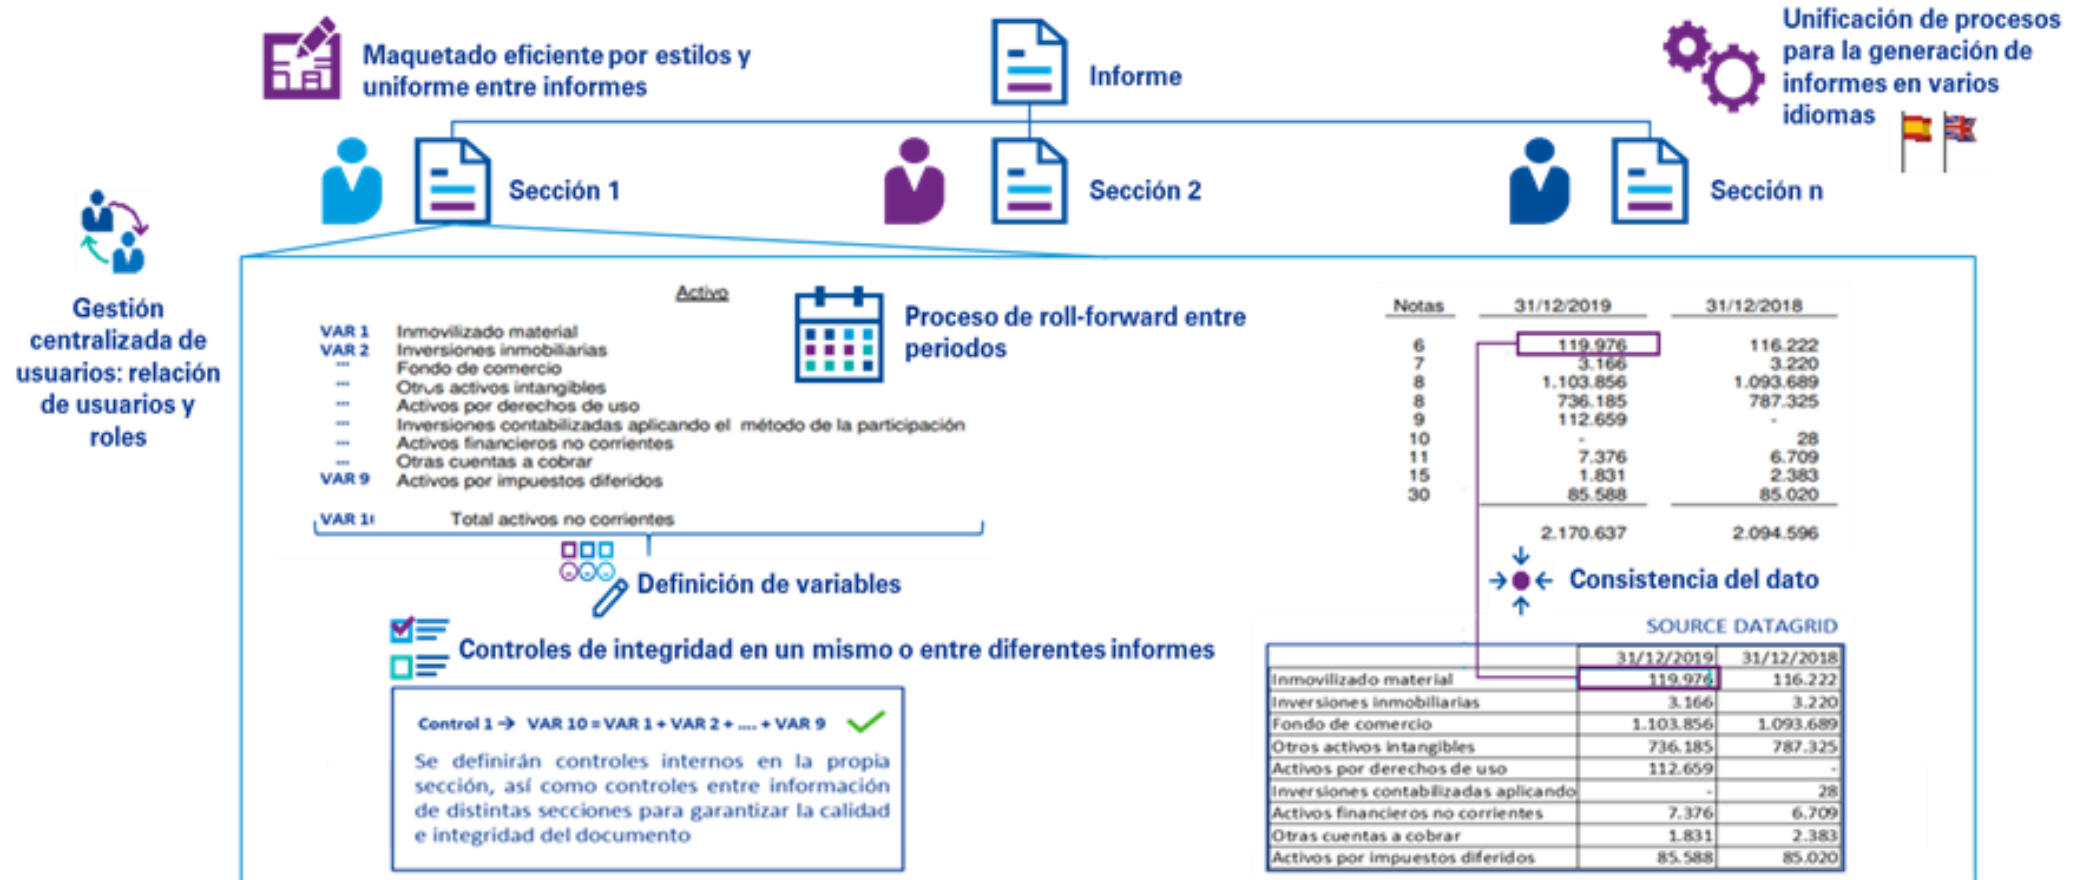 Maquetado eficiente por estilos y
uniforme entre informes
Informe
Unificación de procesos
para la generación de
informes en varios
idiomas
Sección 1
Sección 2
Sección n
Gestión
centralizada de
usuarios: relación
de usuarios y
roles
Activo
VAR 1 Inmovilizado material
VAR 2 Inversiones inmobiliarias
... Fondo de comercio
... Otros activos intangibles
... Activos por derechos de uso
... Inversiones contabilizadas aplicando el método de la participación
... Activos financieros no corrientes
... Otras cuentas a cobrar
VAR 9 Activos por impuestos diferidos
VAR 1 Total activos no corrientes
Proceso de roll-forward entre
periodos
Notas 31/12/2019 31/12/2018
6 119.976 116.222
7 3.166 3.220
8 1.103.856 1.093.689
8 736.185 787.325
9 112.659 -
10 - 28
11 7.376 6.709
15 1.831 2.383
30 85.588 85.020
2.170.637 2.094.596
Definición de variables
Consistencia del dato
Controles de integridad en un mismo o entre diferentes informes
Control 1 → VAR 10 = VAR 1 + VAR 2 + .... + VAR 9
Se definirán controles internos en la propia
sección, así como controles entre información
de distintas secciones para garantizar la calidad
e integridad del documento
SOURCE DATAGRID
31/12/2019 31/12/2018
Inmovilizado material 119.976 116.222
Inversiones inmobiliarias 3.166 3.220
Fondo de comercio 1.103.856 1.093.689
Otros activos intangibles 736.185 787.325
Activos por derechos de uso 112.659 -
Inversiones contabilizadas aplicando - 28
Activos financieros no corrientes 7.376 6.709
Otras cuentas a cobrar 1.831 2.383
Activos por impuestos diferidos 85.588 85.020